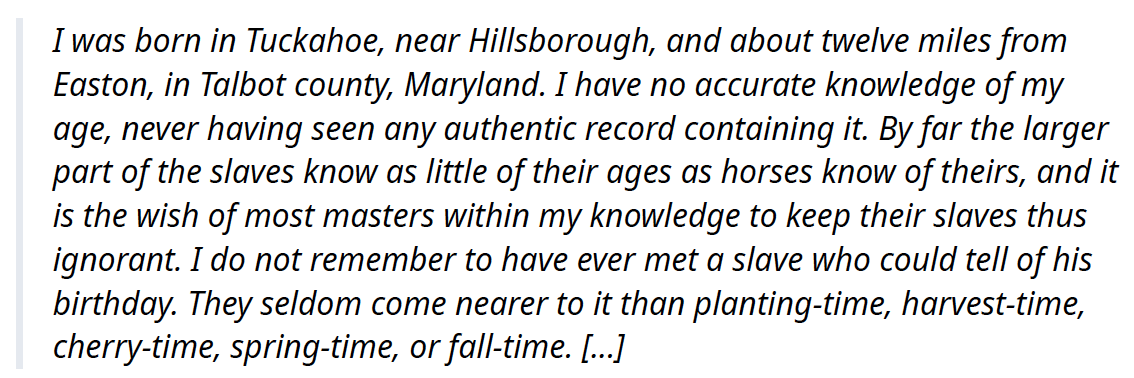 I was born in Tuckahoe, near Hillsborough, and about twelve miles from
Easton, in Talbot county, Maryland. I have no accurate knowledge of my
age, never having seen any authentic record containing it. By far the larger
part of the slaves know as little of their ages as horses know of theirs, and it
is the wish of most masters within my knowledge to keep their slaves thus
ignorant. I do not remember to have ever met a slave who could tell of his
birthday. They seldom come nearer to it than planting-time, harvest-time,
cherry-time, spring-time, or fall-time. [...]